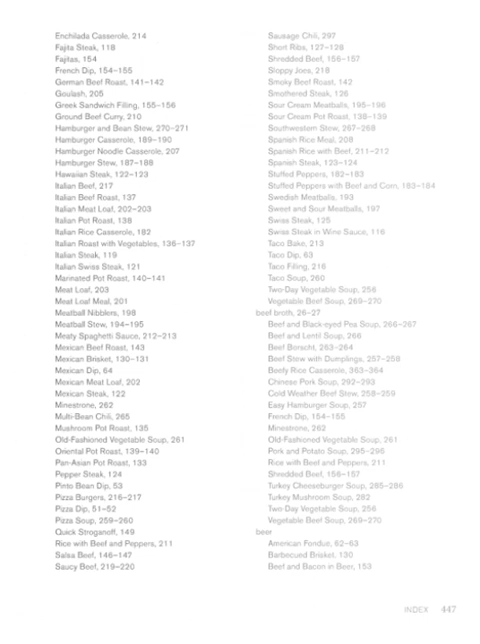 Enchilada Casserole, 214
Fajita Steak, 118
Fajitas, 154
French Dip, 154–155
German Beef Roast, 141–142
Goulash, 205
Greek Sandwich Filling, 155–156
Ground Beef Curry, 210
Hamburger and Bean Stew, 270–271
Hamburger Casserole, 189–190
Hamburger Noodle Casserole, 207
Hamburger Stew, 187–188
Hawaiian Steak, 122–123
Italian Beef, 217
Italian Beef Roast, 137
Italian Meat Loaf, 202–203
Italian Pot Roast, 138
Italian Rice Casserole, 182
Italian Roast with Vegetables, 136–137
Italian Steak, 119
Italian Swiss Steak, 121
Marinated Pot Roast, 140–141
Meat Loaf, 203
Meat Loaf Meal, 201
Meatball Nibblers, 198
Meatball Stew, 194–195
Meaty Spaghetti Sauce, 212–213
Mexican Beef Roast, 143
Mexican Brisket, 130–131
Mexican Dip, 64
Mexican Meat Loaf, 202
Mexican Steak, 122
Minestrone, 262
Multi-Bean Chili, 265
Mushroom Pot Roast, 135
Old-Fashioned Vegetable Soup, 261
Oriental Pot Roast, 139–140
Pan-Asian Pot Roast, 133
Pepper Steak, 124
Pinto Bean Dip, 53
Pizza Burgers, 216–217
Pizza Dip, 51–52
Pizza Soup, 259–260
Quick Stroganoff, 149
Rice with Beef and Peppers, 211
Salsa Beef, 146–147
Saucy Beef, 219–220
Sausage Chili, 297
Short Ribs, 127–128
Shredded Beef, 156–157
Sloppy Joes, 218
Smoky Beef Roast, 142
Smothered Steak, 126
Sour Cream Meatballs, 195–196
Sour Cream Pot Roast, 138–139
Southwestern Stew, 267–268
Spanish Rice Meal, 208
Spanish Rice with Beef, 211–212
Spanish Steak, 123–124
Stuffed Peppers, 182–183
Stuffed Peppers with Beef and Corn, 183–184
Swedish Meatballs, 193
Sweet and Sour Meatballs, 197
Swiss Steak, 125
Swiss Steak in Wine Sauce, 116
Taco Bake, 213
Taco Dip, 63
Taco Filling, 216
Taco Soup, 260
Two-Day Vegetable Soup, 256
Vegetable Beef Soup, 269–270
beef broth, 26–27
Beef and Black-eyed Pea Soup, 266–267
Beef and Lentil Soup, 266
Beef Borscht, 263–264
Beef Stew with Dumplings, 257–258
Beefy Rice Casserole, 363–364
Chinese Pork Soup, 292–293
Cold Weather Beef Stew, 258–259
Easy Hamburger Soup, 257
French Dip, 154–155
Minestrone, 262
Old-Fashioned Vegetable Soup, 261
Pork and Potato Soup, 295–296
Rice with Beef and Peppers, 211
Shredded Beef, 156–157
Turkey Cheeseburger Soup, 285–286
Turkey Mushroom Soup, 282
Two-Day Vegetable Soup, 256
Vegetable Beef Soup, 269–270
beer
American Fondue, 62–63
Barbecued Brisket, 130
Beef and Bacon in Beer, 153
INDEX 447